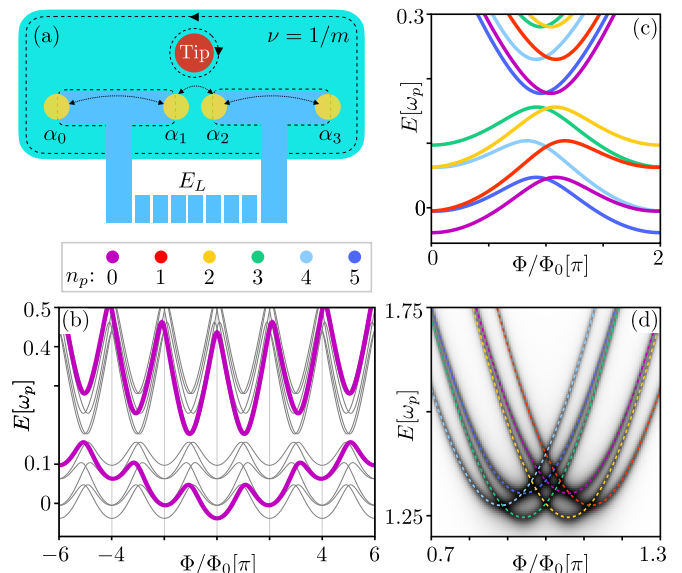 (a)
ν = 1/m
Tip
α₀ α₁ α₂ α₃
E_L
n_p: 0 1 2 3 4 5
(b)
E[ω_p]
0.5
0.4
0.1
0
−6 −4 Φ/Φ₀[π] 4 6
(c)
E[ω_p]
0.3
0
0 Φ/Φ₀[π] 2
(d)
E[ω_p]
1.75
1.25
0.7 Φ/Φ₀[π] 1.3